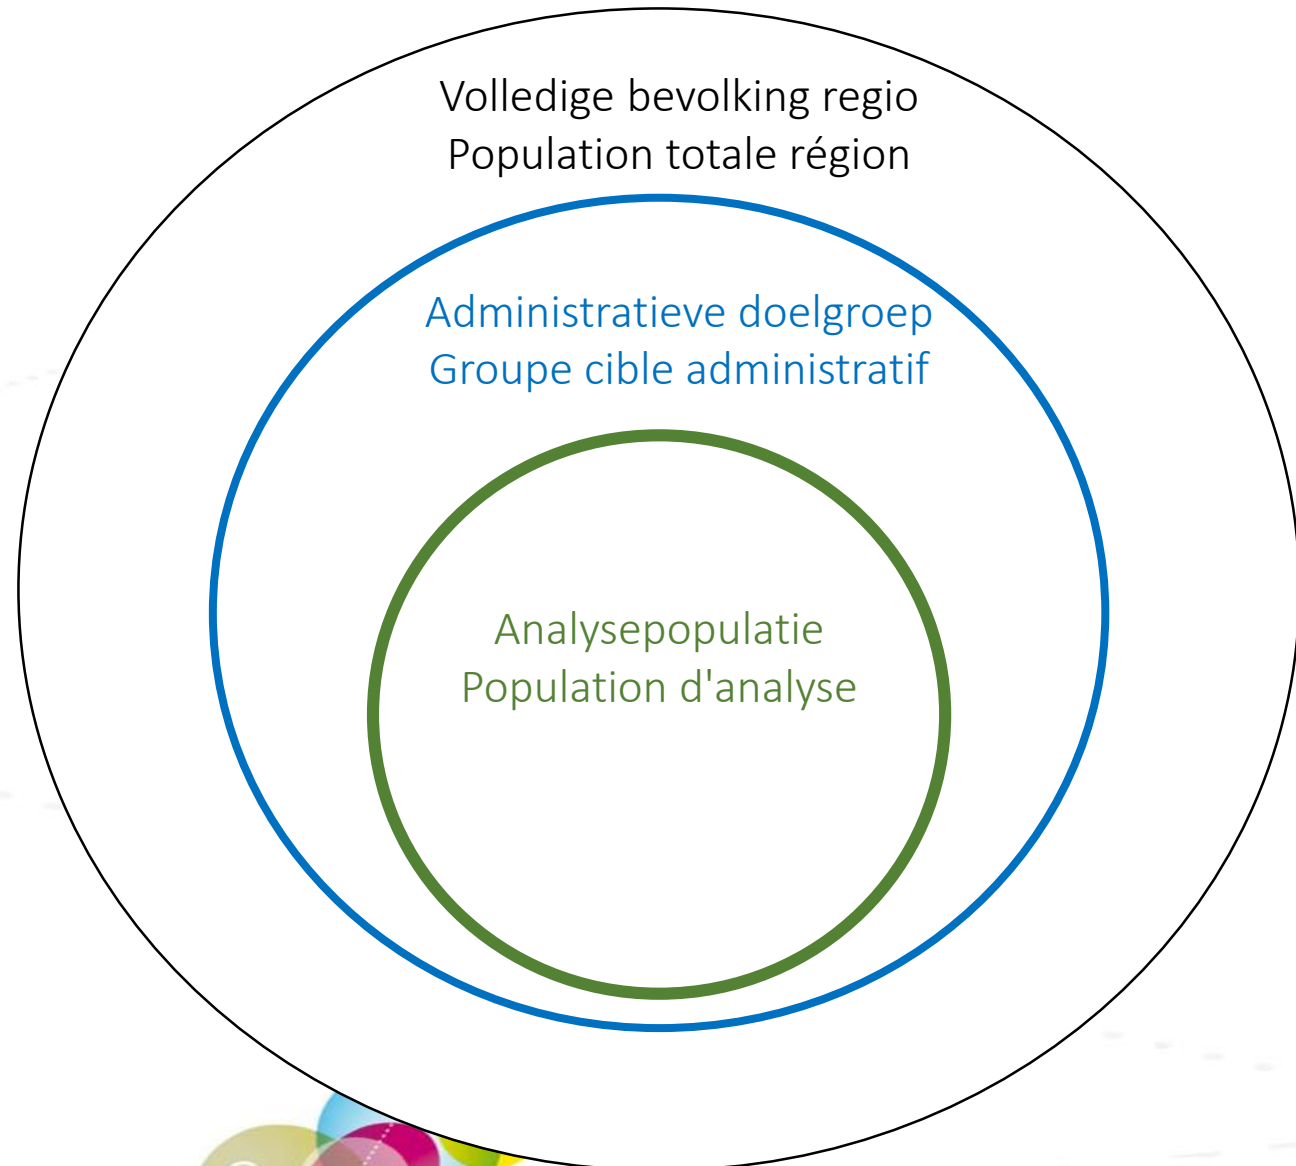 Volledige bevolking regio
Population totale région
Administratieve doelgroep
Groupe cible administratif
Analysepopulatie
Population d'analyse